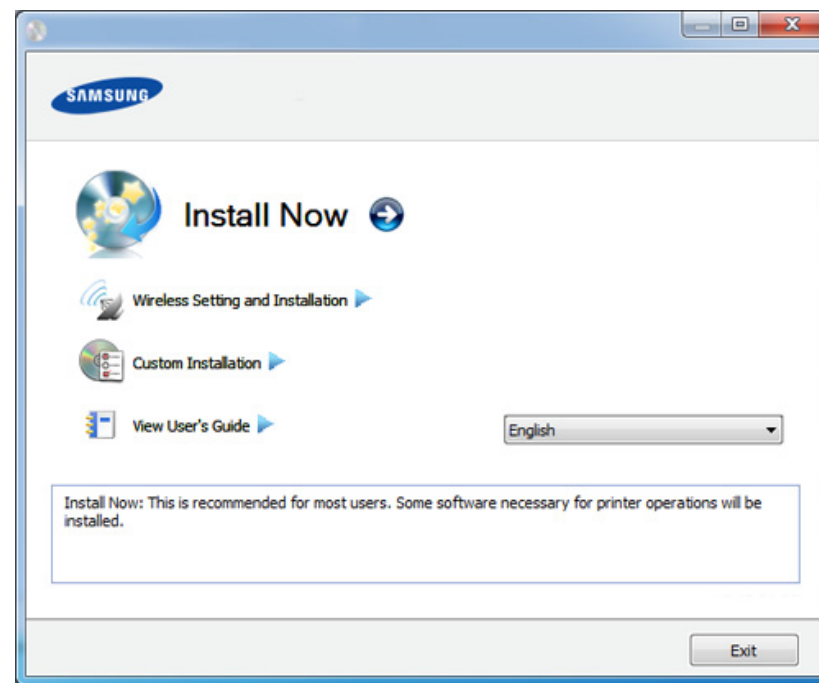 SAMSUNG
Install Now
Wireless Setting and Installation
Custom Installation
View User's Guide
English
Install Now: This is recommended for most users. Some software necessary for printer operations will be
installed.
Exit